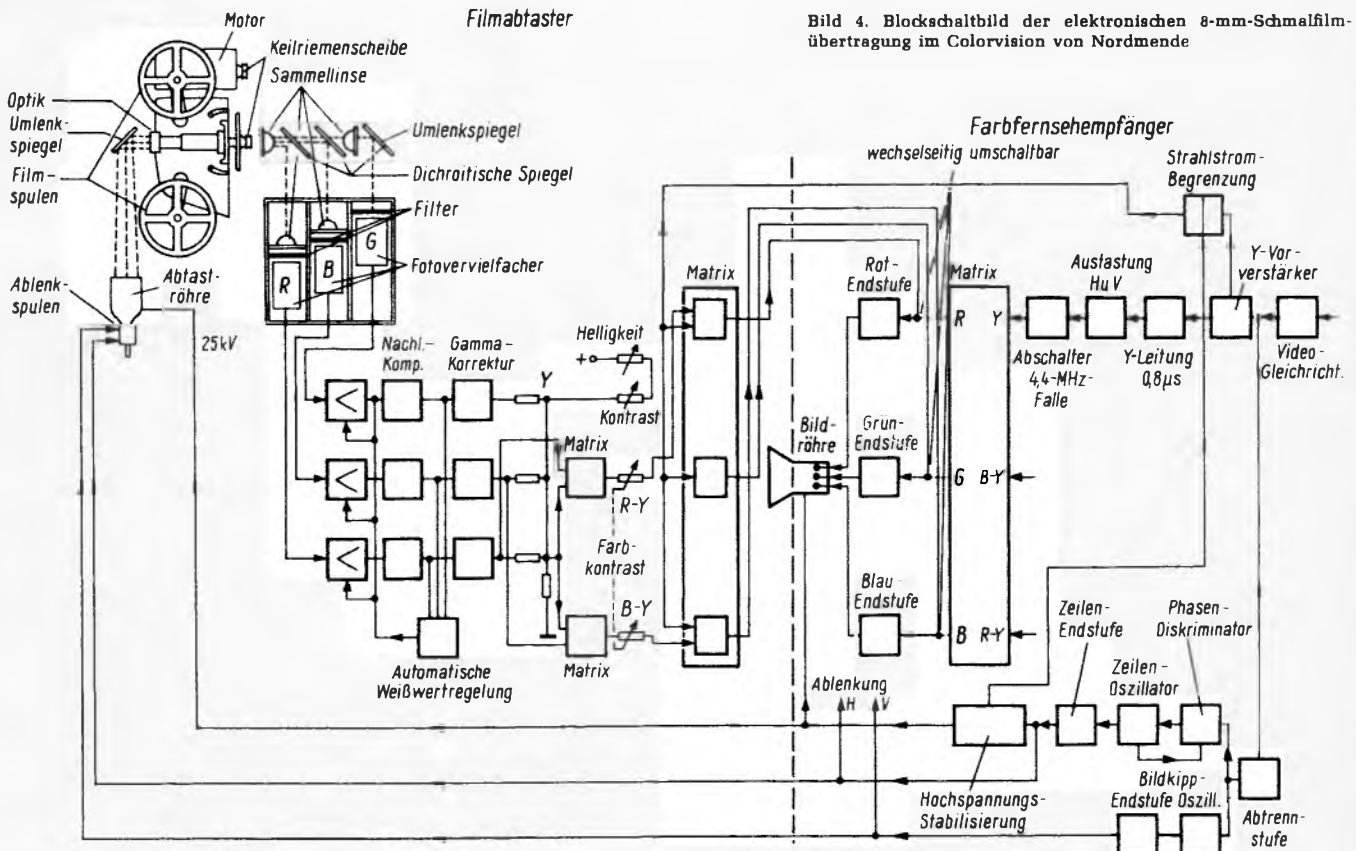 Filmabtaster
Bild 4. Blockschaltbild der elektronischen 8-mm-Schmalfilm-
übertragung im Colorvision von Nordmende
Motor
Keilriemenscheibe
Sammellinse
Optik
Umlenk-
spiegel
Film-
spulen
Umlenkspiegel
Dichroitische Spiegel
Filter
Fotovervielfacher
R
B
G
Ablenk-
spulen
Abtast-
röhre
25kV
Nachl.-
Komp.
Gamma-
Korrektur
Y
Helligkeit
+
Kontrast
Matrix
R-Y
Farb-
kontrast
B-Y
Matrix
Automatische
Weißwertregelung
Matrix
Farbfernsehempfänger
wechselseitig umschaltbar
Strahlstrom-
Begrenzung
Rot-
Endstufe
Matrix
Austastung
H u V
Y-Vor-
verstärker
R
Y
Abschalter
4,4-MHz-
Falle
Y-Leitung
0,8µs
Video-
Gleichricht.
Bild-
röhre
Grün-
Endstufe
G
B-Y
Blau-
Endstufe
B
R-Y
Zeilen-
Endstufe
Phasen-
Diskriminator
Zeilen-
Oszillator
Ablenkung
H
V
Hochspannungs-
Stabilisierung
Bildkipp-
Endstufe Oszill.
Abtrenn-
stufe